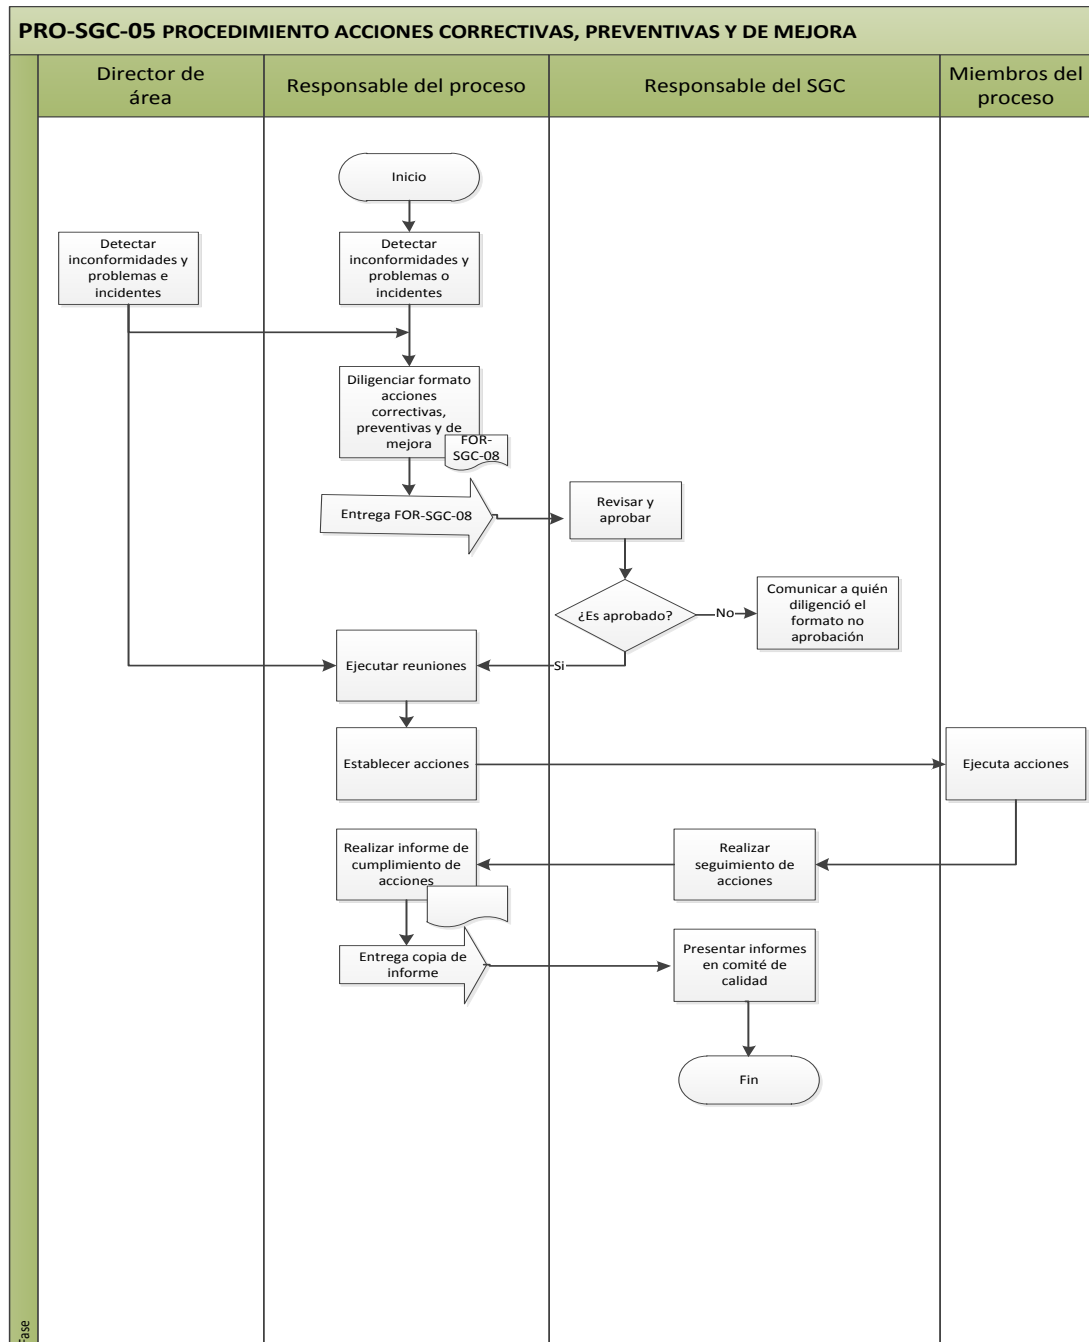 PRO-SGC-05 PROCEDIMIENTO ACCIONES CORRECTIVAS, PREVENTIVAS Y DE MEJORA
Director de
área
Responsable del proceso
Responsable del SGC
Miembros del
proceso
Inicio
Detectar
inconformidades y
problemas e
incidentes
Detectar
inconformidades y
problemas o
incidentes
Diligenciar formato
acciones
correctivas,
preventivas y de
mejora
FOR-
SGC-08
Entrega FOR-SGC-08
Revisar y
aprobar
¿Es aprobado?
No
Comunicar a quién
diligenció el
formato no
aprobación
Si
Ejecutar reuniones
Establecer acciones
Ejecuta acciones
Realizar informe de
cumplimiento de
acciones
Realizar
seguimiento de
acciones
Entrega copia de
informe
Presentar informes
en comité de
calidad
Fin
Fase